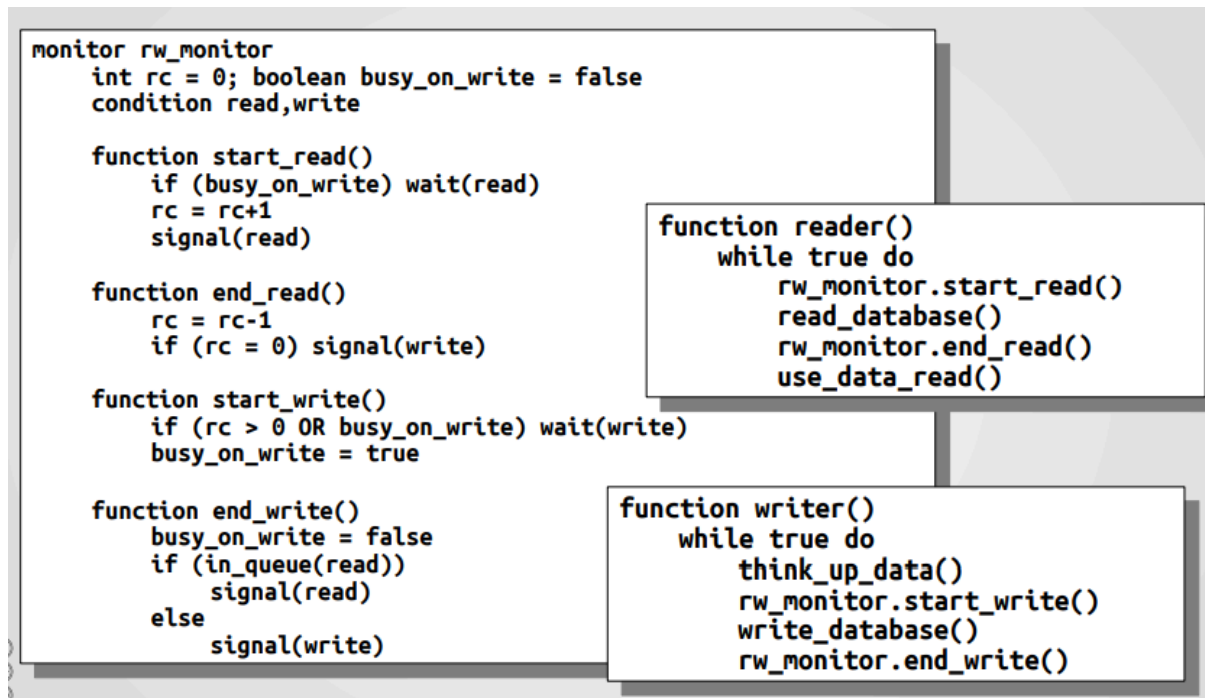 monitor rw_monitor
int rc = 0; boolean busy_on_write = false
condition read,write
function start_read()
if (busy_on_write) wait(read)
rc = rc+1
signal(read)
function end_read()
rc = rc-1
if (rc = 0) signal(write)
function start_write()
if (rc > 0 OR busy_on_write) wait(write)
busy_on_write = true
function end_write()
busy_on_write = false
if (in_queue(read))
signal(read)
else
signal(write)
function reader()
while true do
rw_monitor.start_read()
read_database()
rw_monitor.end_read()
use_data_read()
function writer()
while true do
think_up_data()
rw_monitor.start_write()
write_database()
rw_monitor.end_write()